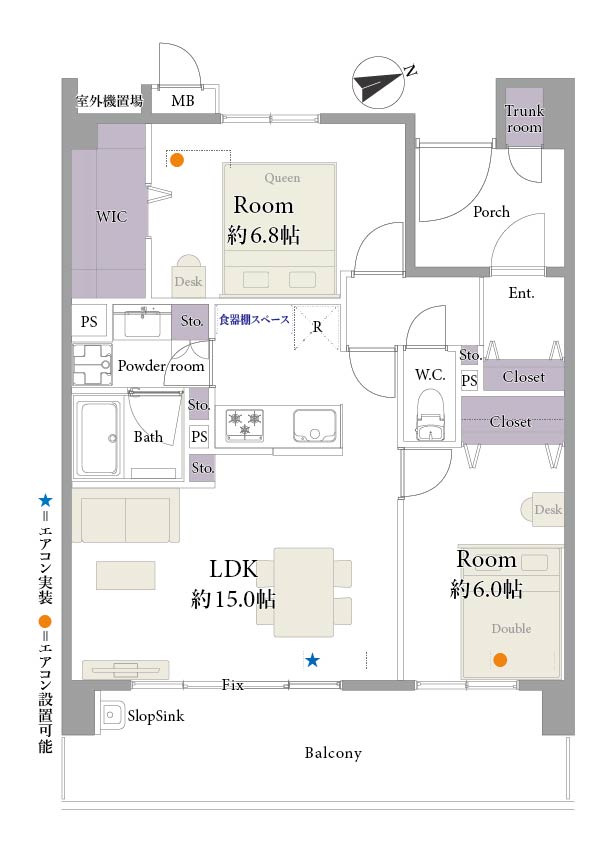 N
室外機置場
MB
Trunk
room
Queen
WIC
Room
約6.8帖
Porch
Desk
Ent.
PS
Sto.
食器棚スペース
R
Sto.
PS
Powder room
W.C.
Closet
Sto.
Closet
Bath
PS
Sto.
Desk
LDK
約15.0帖
Room
約6.0帖
Double
★=エアコン実装 ●=エアコン設置可能
Fix
SlopSink
Balcony